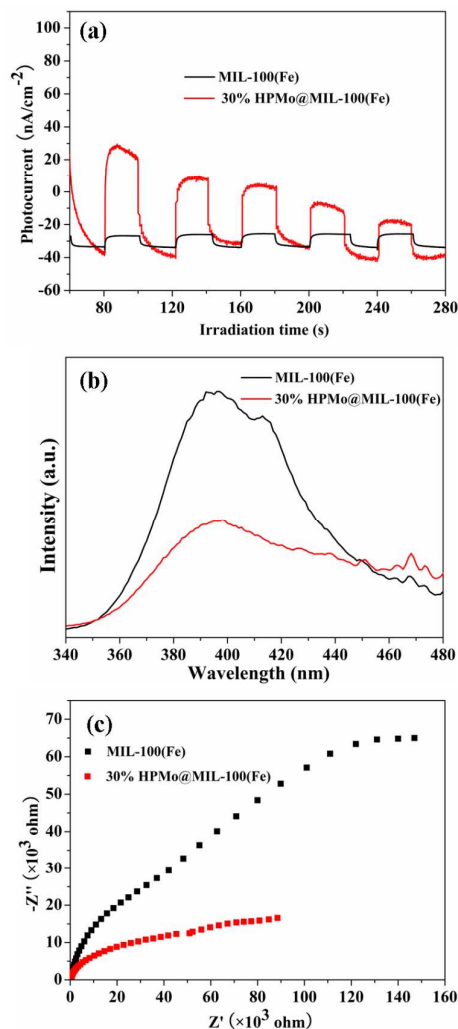 (a)
100
80
60
40
20
0
-20
-40
-60
Photocurrent (nA/cm⁻²)
MIL-100(Fe)
30% HPMo@MIL-100(Fe)
80 120 160 200 240 280
Irradiation time (s)
(b)
Intensity (a.u.)
MIL-100(Fe)
30% HPMo@MIL-100(Fe)
340 360 380 400 420 440 460 480
Wavelength (nm)
(c)
70
60
50
40
30
20
10
0
-Z'' (×10³ ohm)
MIL-100(Fe)
30% HPMo@MIL-100(Fe)
0 20 40 60 80 100 120 140 160
Z' (×10³ ohm)